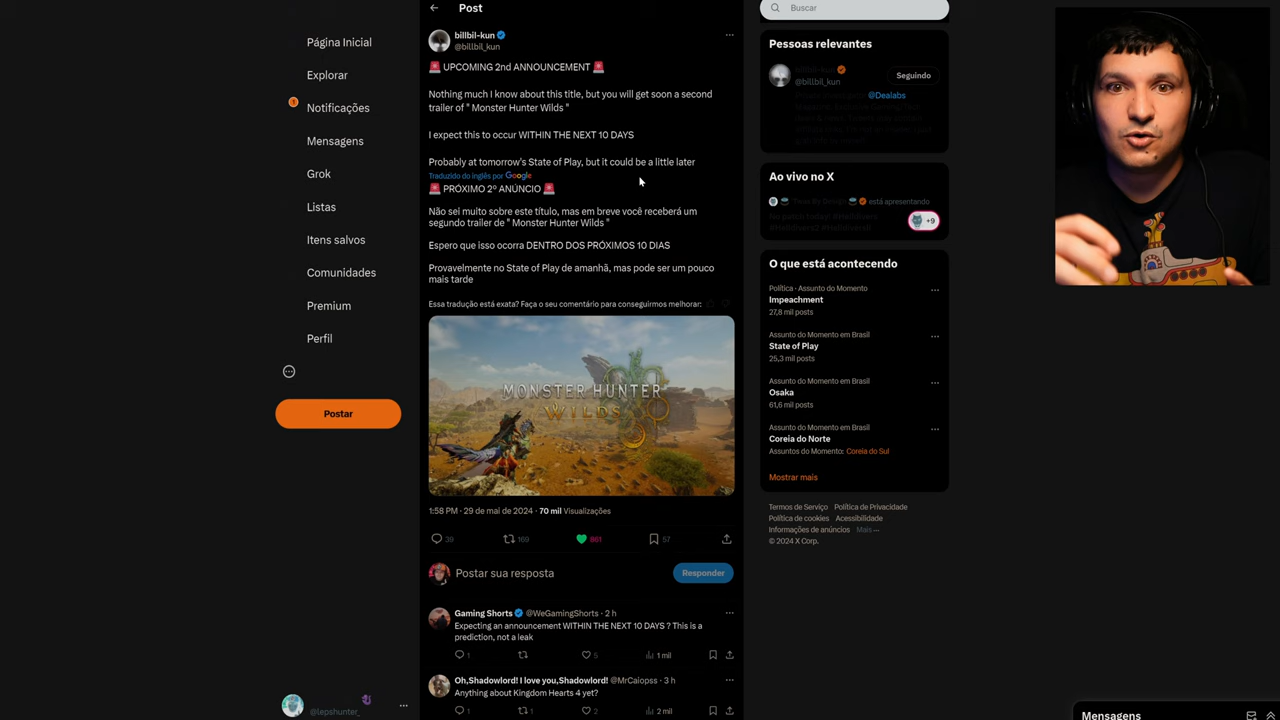 Página Inicial
Explorar
Notificações
Mensagens
Grok
Listas
Itens salvos
Comunidades
Premium
Perfil
Postar
@lepshunter_
Post
billbil-kun
@billbil_kun
🚨 UPCOMING 2nd ANNOUNCEMENT 🚨
Nothing much I know about this title, but you will get soon a second
trailer of " Monster Hunter Wilds "
I expect this to occur WITHIN THE NEXT 10 DAYS
Probably at tomorrow's State of Play, but it could be a little later
Traduzido do inglês por Google
🚨 PRÓXIMO 2º ANÚNCIO 🚨
Não sei muito sobre este título, mas em breve você receberá um
segundo trailer de " Monster Hunter Wilds "
Espero que isso ocorra DENTRO DOS PRÓXIMOS 10 DIAS
Provavelmente no State of Play de amanhã, mas pode ser um pouco
mais tarde
Essa tradução está exata? Faça o seu comentário para conseguirmos melhorar:
MONSTER HUNTER
WILDS
1:58 PM · 29 de mai de 2024 · 70 mil Visualizações
39 169 961 57
Postar sua resposta
Responder
Gaming Shorts @WeGamingShorts · 2 h
Expecting an announcement WITHIN THE NEXT 10 DAYS ? This is a
prediction, not a leak
1 5 1 mil
Oh,Shadowlord! I love you,Shadowlord! @MrCaiopss · 3 h
Anything about Kingdom Hearts 4 yet?
1 1 2 2 mil
Buscar
Pessoas relevantes
billbil-kun
@billbil_kun
Seguindo
@Dealabs
Ao vivo no X
está apresentando
+9
O que está acontecendo
Política · Assunto do Momento
Impeachment
27,8 mil posts
Assunto do Momento em Brasil
State of Play
25,3 mil posts
Assunto do Momento em Brasil
Osaka
61,6 mil posts
Assunto do Momento em Brasil
Coreia do Norte
Assuntos do Momento: Coreia do Sul
Mostrar mais
Termos de Serviço Política de Privacidade
Política de cookies Acessibilidade
Informações de anúncios Mais ···
© 2024 X Corp.
Mensagens